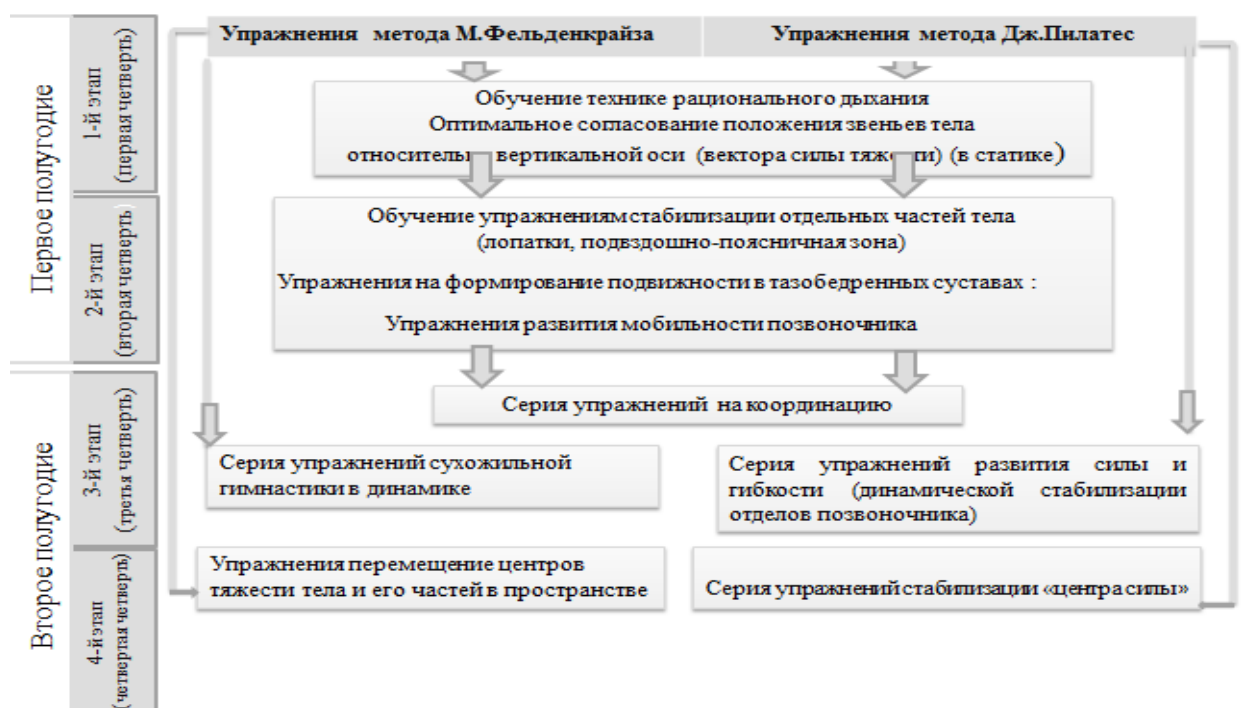 Упражнения метода М.Фельденкрайза
Упражнения метода Дж.Пилатес
Первое полугодие
1-й этап
(первая четверть)
Обучение технике рационального дыхания
Оптимальное согласование положения звеньев тела
вертикальной оси (вектора силы (в статике)
2-й этап
(вторая четверть)
Обучение упражнениям стабилизации отдельных частей тела
(лопатки, подвздошно-поясничная зона)
Упражнения на формирование подвижности в тазобедренных суставах :
Упражнения развития мобильности позвоночника
Второе полугодие
3-й этап
(третья четверть)
Серия упражнений на координацию
Серия упражнений сухожильной
гимнастики в динамике
Серия упражнений развития силы и
гибкости (динамической стабилизации
отделов позвоночника)
4-й этап
(четвертая четверть)
Упражнения перемещение центров
тяжести тела и его частей в пространстве
Серия упражнений стабилизации «центра силы»